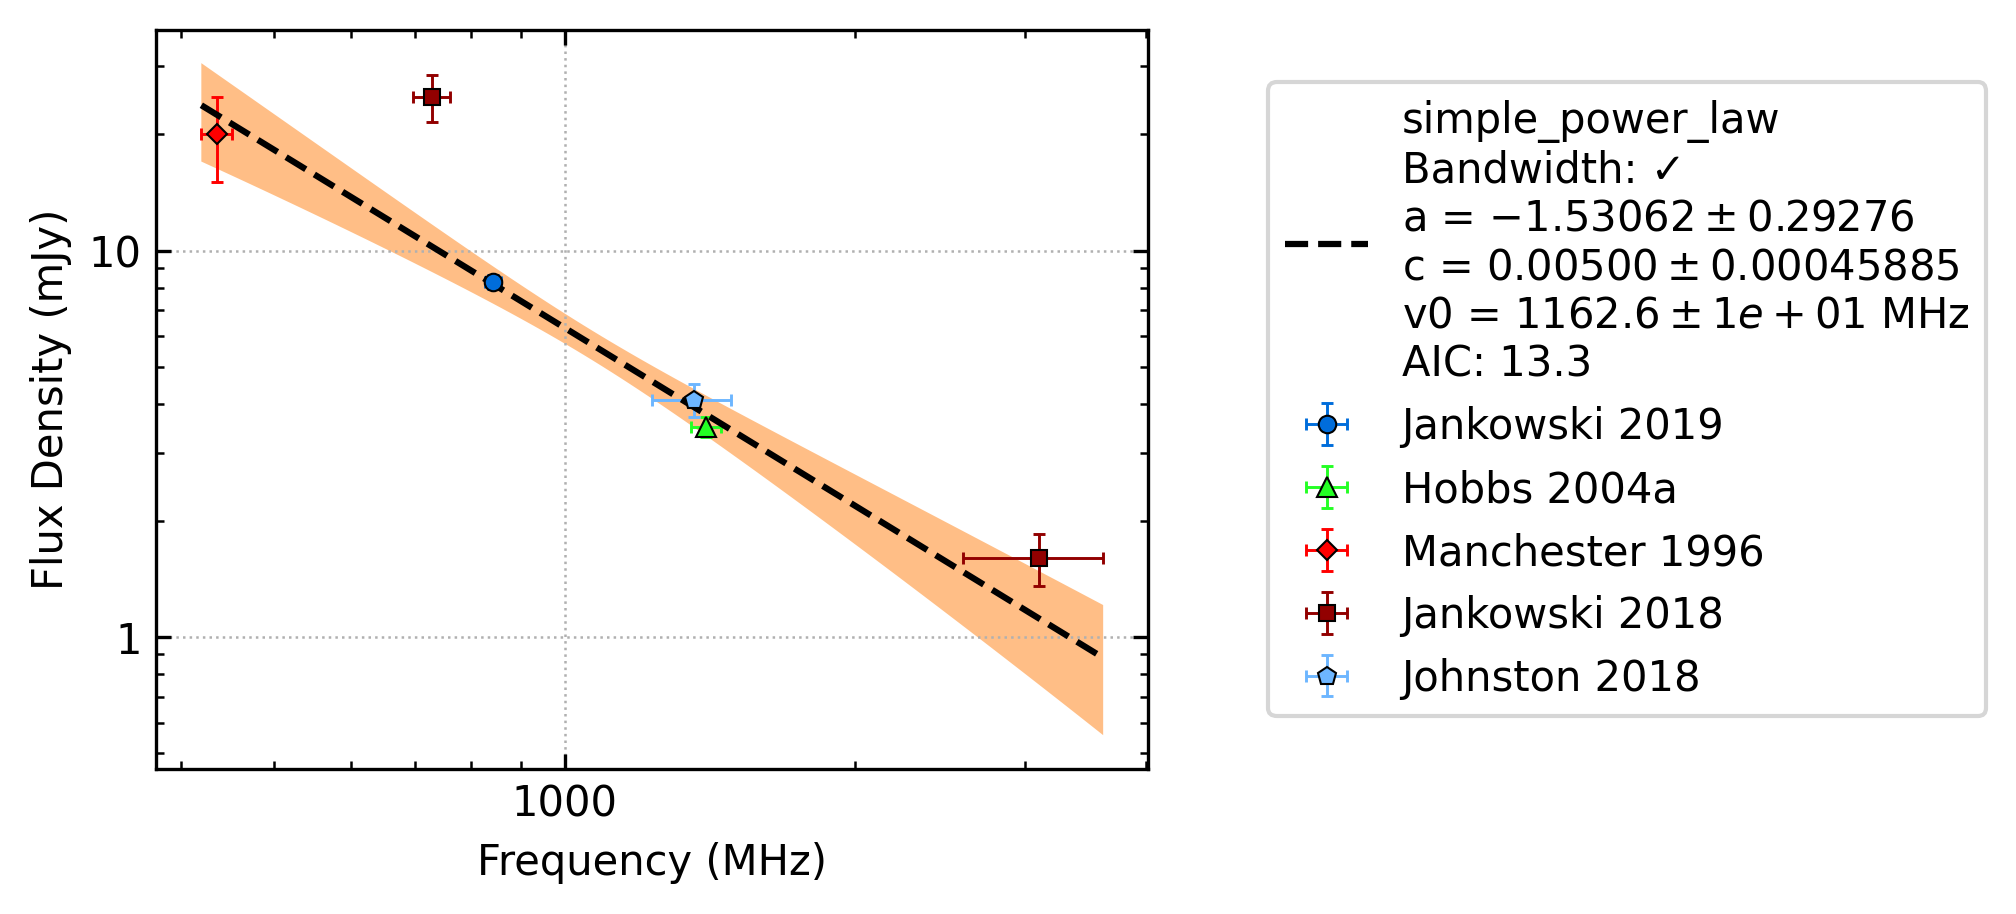 Flux Density (mJy)
10
1
1000
Frequency (MHz)
simple_power_law
Bandwidth: ✓
a = −1.53062 ± 0.29276
c = 0.00500 ± 0.00045885
v0 = 1162.6 ± 1e + 01 MHz
AIC: 13.3
Jankowski 2019
Hobbs 2004a
Manchester 1996
Jankowski 2018
Johnston 2018